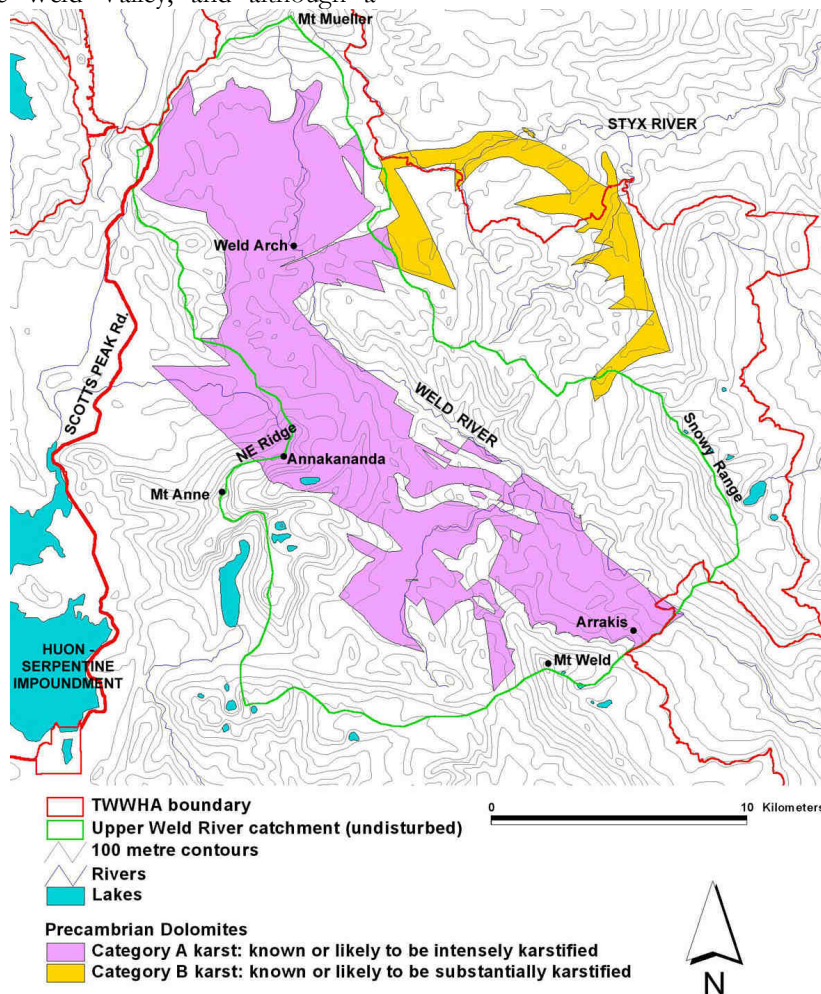 Weld Valley, and although a
Mt Mueller
STYX RIVER
Weld Arch
SCOTTS PEAK Rd.
WELD RIVER
NE Ridge
Annakananda
Snowy Range
Mt Anne
Arrakis
HUON -
SERPENTINE
IMPOUNDMENT
Mt Weld
TWWHA boundary
Upper Weld River catchment (undisturbed)
100 metre contours
Rivers
Lakes
0 10 Kilometers
Precambrian Dolomites
Category A karst: known or likely to be intensely karstified
Category B karst: known or likely to be substantially karstified
N